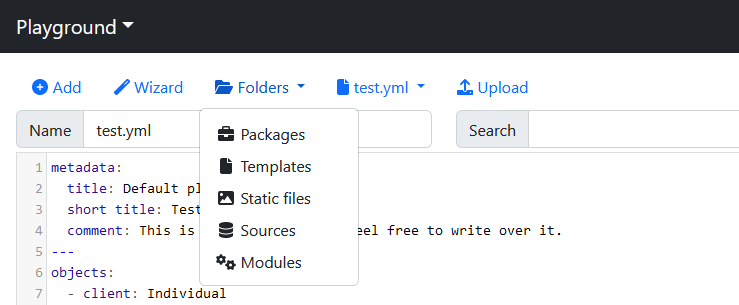 Playground
Add Wizard Folders test.yml Upload
Name test.yml Search
Packages
Templates
Static files
Sources
Modules
1 metadata:
2 title: Default pl
3 short title: Test
4 comment: This is eel free to write over it.
5 ---
6 objects:
7 - client: Individual